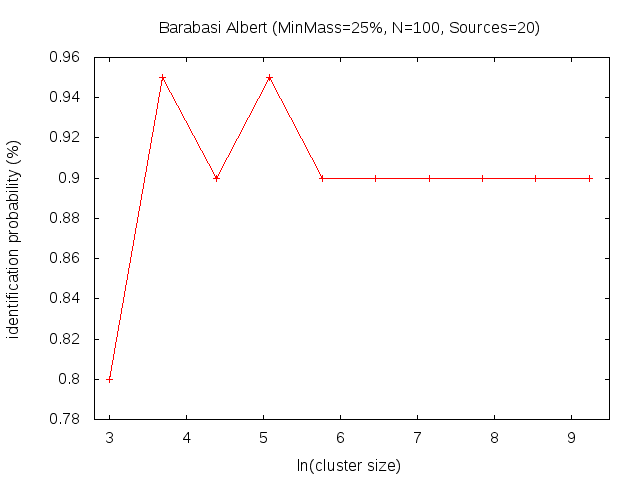 Barabasi Albert (MinMass=25%, N=100, Sources=20)
0.96
0.94
0.92
0.9
0.88
0.86
0.84
0.82
0.8
0.78
identification probability (%)
3 4 5 6 7 8 9
ln(cluster size)